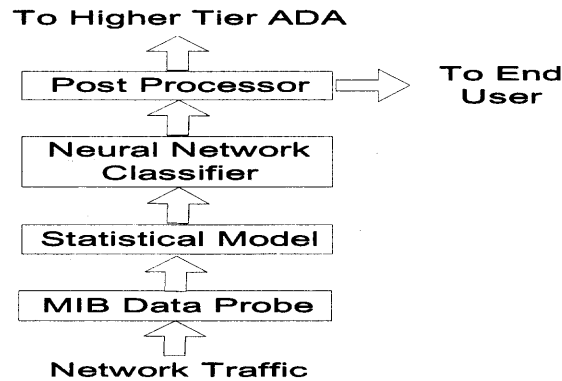 To Higher Tier ADA
Post Processor
To End
User
Neural Network
Classifier
Statistical Model
MIB Data Probe
Network Traffic